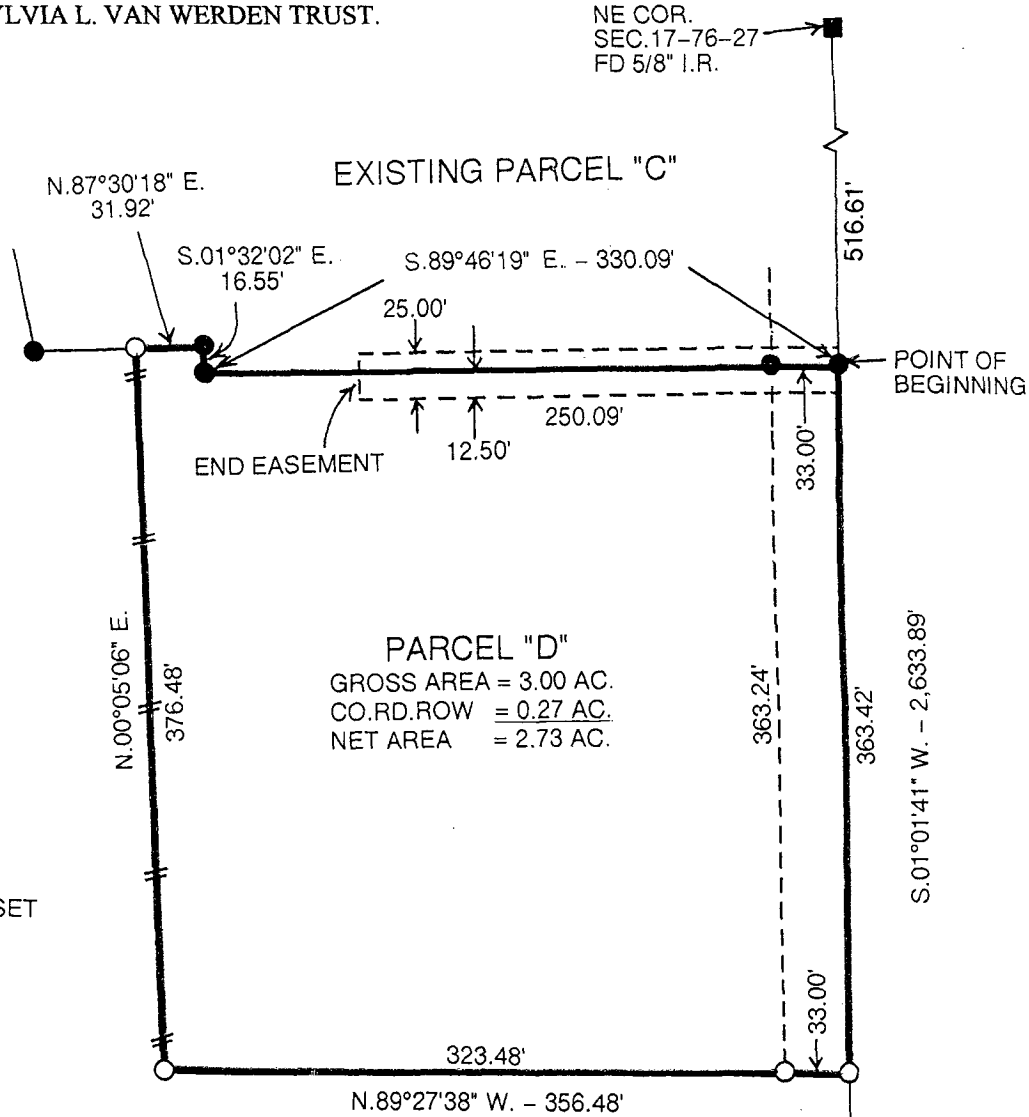 YLVIA L. VAN WERDEN TRUST.
NE COR.
SEC.17-76-27
FD 5/8" I.R.
EXISTING PARCEL "C"
N.87°30'18" E.
31.92'
516.61'
S.01°32'02" E.
16.55'
S.89°46'19" E. - 330.09'
25.00'
POINT OF
BEGINNING
250.09'
12.50'
END EASEMENT
33.00'
N.00°05'06" E.
376.48'
PARCEL "D"
GROSS AREA = 3.00 AC.
CO.RD.ROW = 0.27 AC.
NET AREA = 2.73 AC.
363.24'
363.42'
S.01°01'41" W. - 2,633.89'
SET
33.00'
323.48'
N.89°27'38" W. - 356.48'